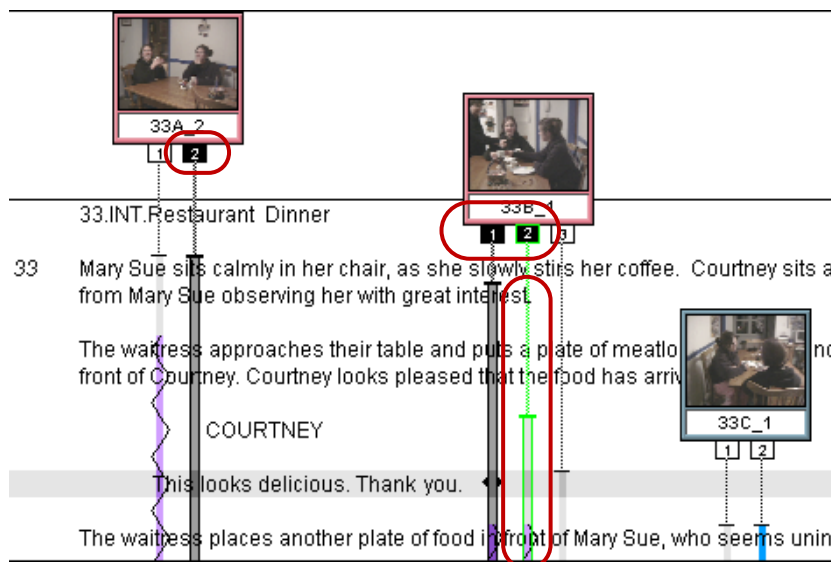 33A_2
1 2
33B_1
1 2 3
33.INT.Restaurant Dinner
33 Mary Sue sits calmly in her chair, as she slowly stirs her coffee. Courtney sits a
from Mary Sue observing her with great interest.
The waitress approaches their table and puts a plate of meatlo
front of Courtney. Courtney looks pleased that the food has arriv
33C_1
1 2
COURTNEY
This looks delicious. Thank you.
The waitress places another plate of food in front of Mary Sue, who seems unin